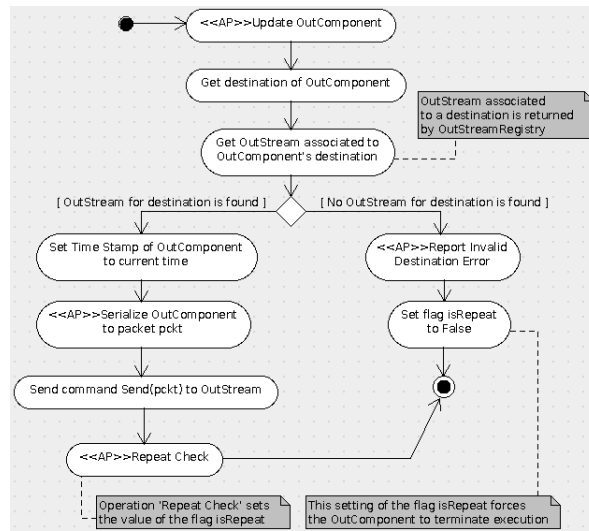 <<AP>>Update OutComponent
Get destination of OutComponent
OutStream associated
to a destination is returned
by OutStreamRegistry
Get OutStream associated to
OutComponent's destination
[ OutStream for destination is found ]
[ No OutStream for destination is found ]
Set Time Stamp of OutComponent
to current time
<<AP>>Report Invalid
Destination Error
<<AP>>Serialize OutComponent
to packet pckt
Set flag isRepeat
to False
Send command Send(pckt) to OutStream
<<AP>>Repeat Check
Operation 'Repeat Check' sets
the value of the flag isRepeat
This setting of the flag isRepeat forces
the OutComponent to terminate execution